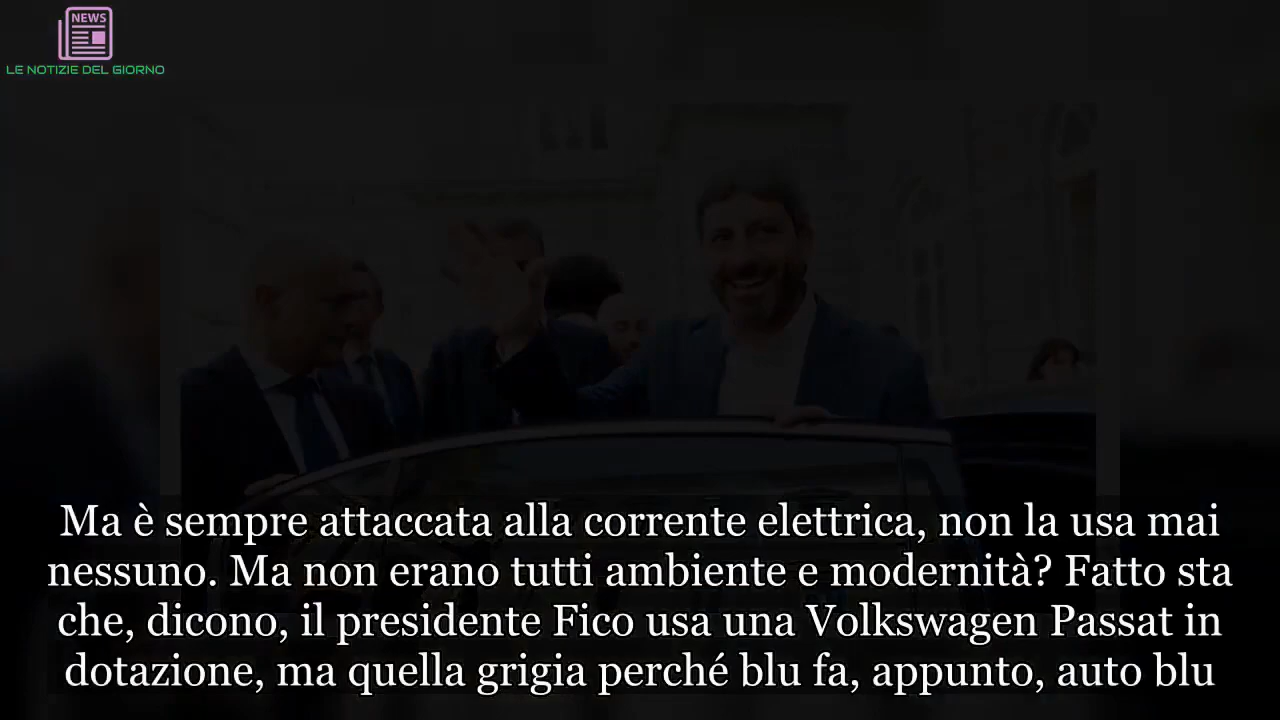 NEWS
LE NOTIZIE DEL GIORNO
Ma è sempre attaccata alla corrente elettrica, non la usa mai
nessuno. Ma non erano tutti ambiente e modernità? Fatto sta
che, dicono, il presidente Fico usa una Volkswagen Passat in
dotazione, ma quella grigia perché blu fa, appunto, auto blu